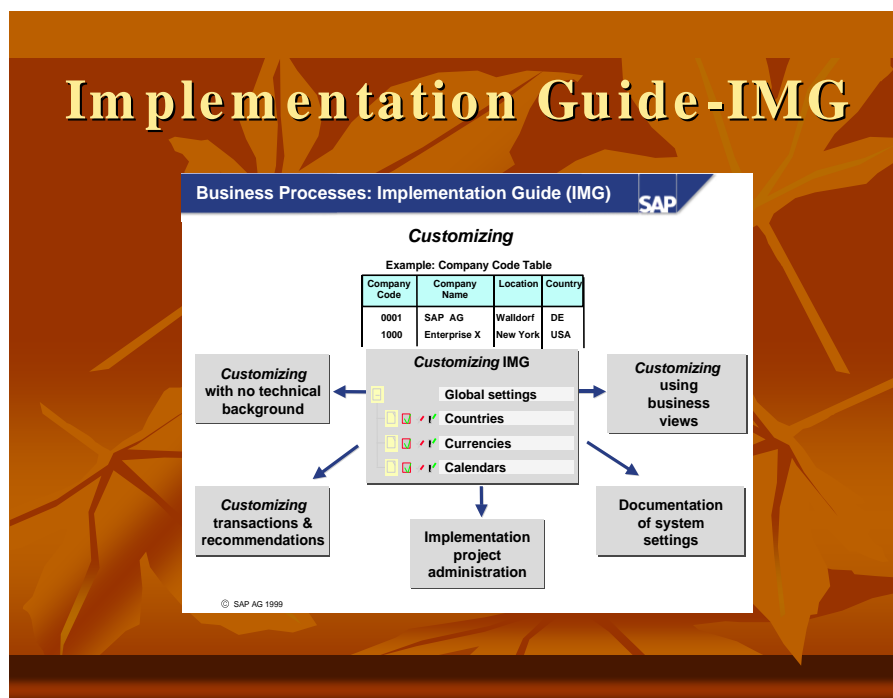 Implementation Guide-IMG
Business Processes: Implementation Guide (IMG)
SAP
Customizing
Example: Company Code Table
Company Code Company Name Location Country
0001 SAP AG Walldorf DE
1000 Enterprise X New York USA
Customizing
with no technical
background
Customizing IMG
Global settings
Countries
Currencies
Calendars
Customizing
using
business
views
Customizing
transactions &
recommendations
Implementation
project
administration
Documentation
of system
settings
© SAP AG 1999